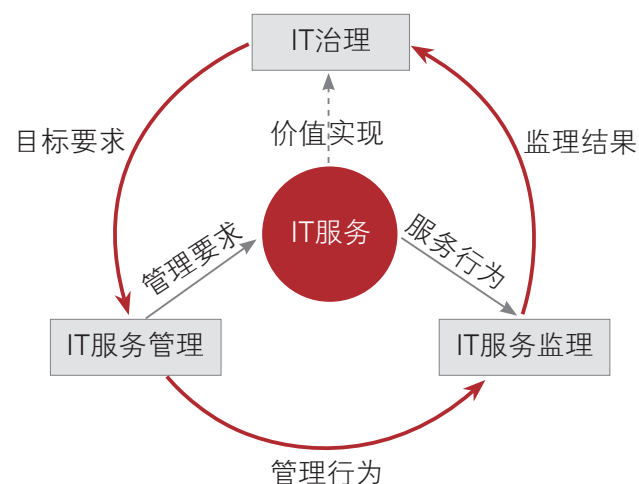 IT治理
目标要求
价值实现
监理结果
IT服务
管理要求
服务行为
IT服务管理
IT服务监理
管理行为